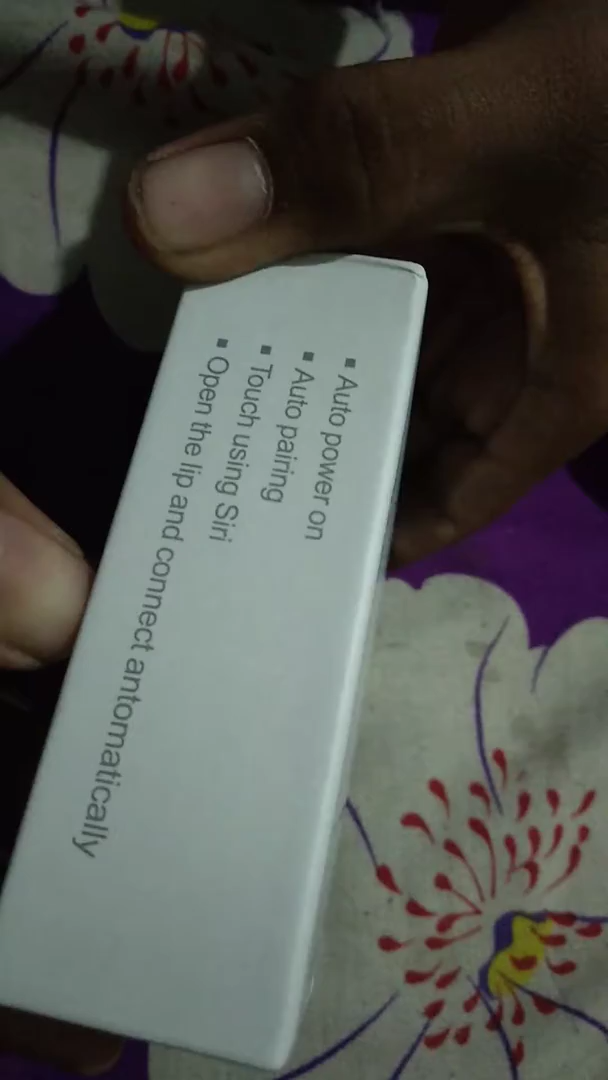 ▪ Auto power on
▪ Auto pairing
▪ Touch using Siri
▪ Open the lip and connect antomatically